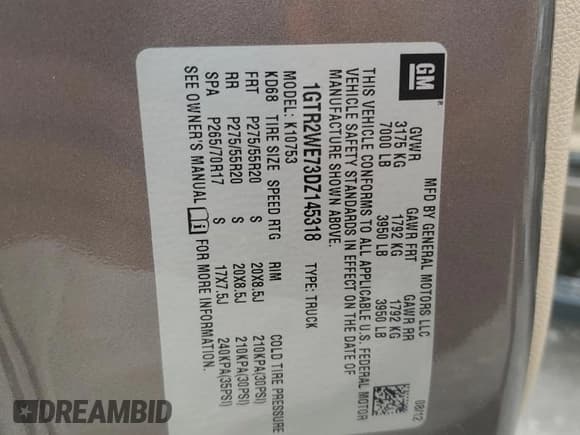 GM
MFD BY GENERAL MOTORS LLC 08/12
GVWR GAWR FRT GAWR RR
3175 KG 1792 KG 1792 KG
7000 LB 3950 LB 3950 LB
THIS VEHICLE CONFORMS TO ALL APPLICABLE U.S. FEDERAL MOTOR
VEHICLE SAFETY STANDARDS IN EFFECT ON THE DATE OF
MANUFACTURE SHOWN ABOVE.
1GTR2WE73DZ145318 TYPE: TRUCK
MODEL: K10753
KD68 TIRE SIZE SPEED RTG RIM COLD TIRE PRESSURE
FRT P275/55R20 S 20X8.5J 210KPA(30PSI)
RR P275/55R20 S 20X8.5J 210KPA(30PSI)
SPA P265/70R17 S 17X7.5J 240KPA(35PSI)
SEE OWNER'S MANUAL FOR MORE INFORMATION.
DREAMBID